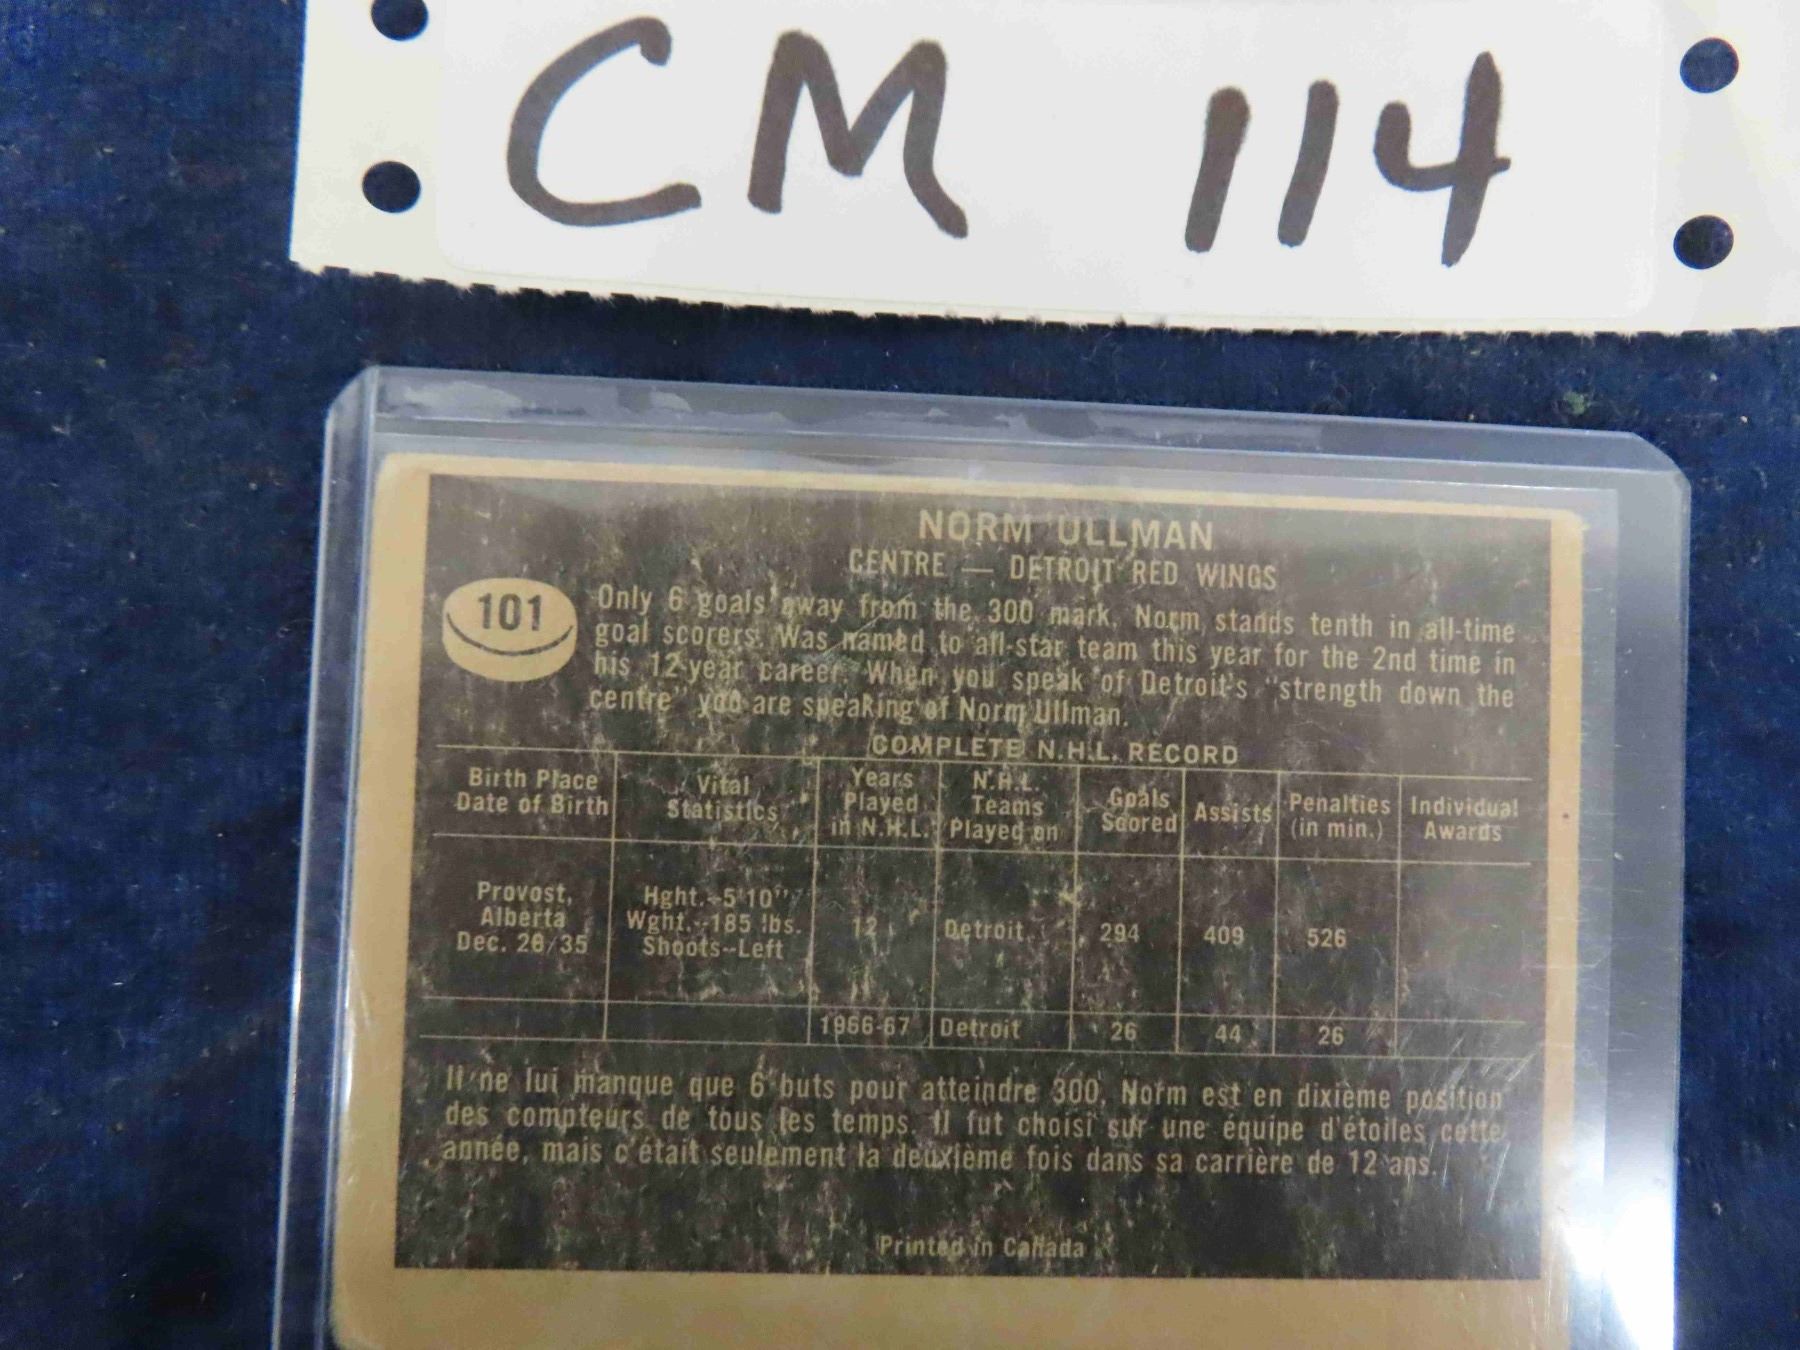 CM 114
NORM ULLMAN
CENTRE — DETROIT RED WINGS
101
Only 6 goals away from the 300 mark. Norm stands tenth in all-time
goal scorers. Was named to all-star team this year for the 2nd time in
his 12-year career. When you speak of Detroit's "strength down the
centre" you are speaking of Norm Ullman.
COMPLETE N.H.L. RECORD
Birth Place Date of Birth | Vital Statistics | Years Played in N.H.L. | N.H.L. Teams Played on | Goals Scored | Assists | Penalties (in min.) | Individual Awards
Provost, Alberta Dec. 26/35 | Hght.--5'10" Wght.--185 lbs. Shoots--Left | 12 | Detroit | 294 | 409 | 526
1966-67 | Detroit | 26 | 44 | 26
Il ne lui manque que 6 buts pour atteindre 300. Norm est en dixième position
des compteurs de tous les temps. Il fut choisi sur une équipe d'étoiles cette
année, mais c'était seulement la deuxième fois dans sa carrière de 12 ans.
Printed in Canada